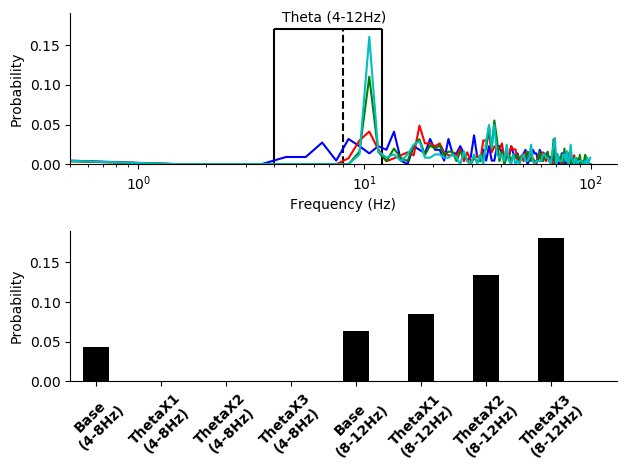 Theta (4-12Hz)
Probability
0.15
0.10
0.05
0.00
10⁰
10¹
10²
Frequency (Hz)
Probability
0.15
0.10
0.05
0.00
Base
(4-8Hz)
ThetaX1
(4-8Hz)
ThetaX2
(4-8Hz)
ThetaX3
(4-8Hz)
Base
(8-12Hz)
ThetaX1
(8-12Hz)
ThetaX2
(8-12Hz)
ThetaX3
(8-12Hz)